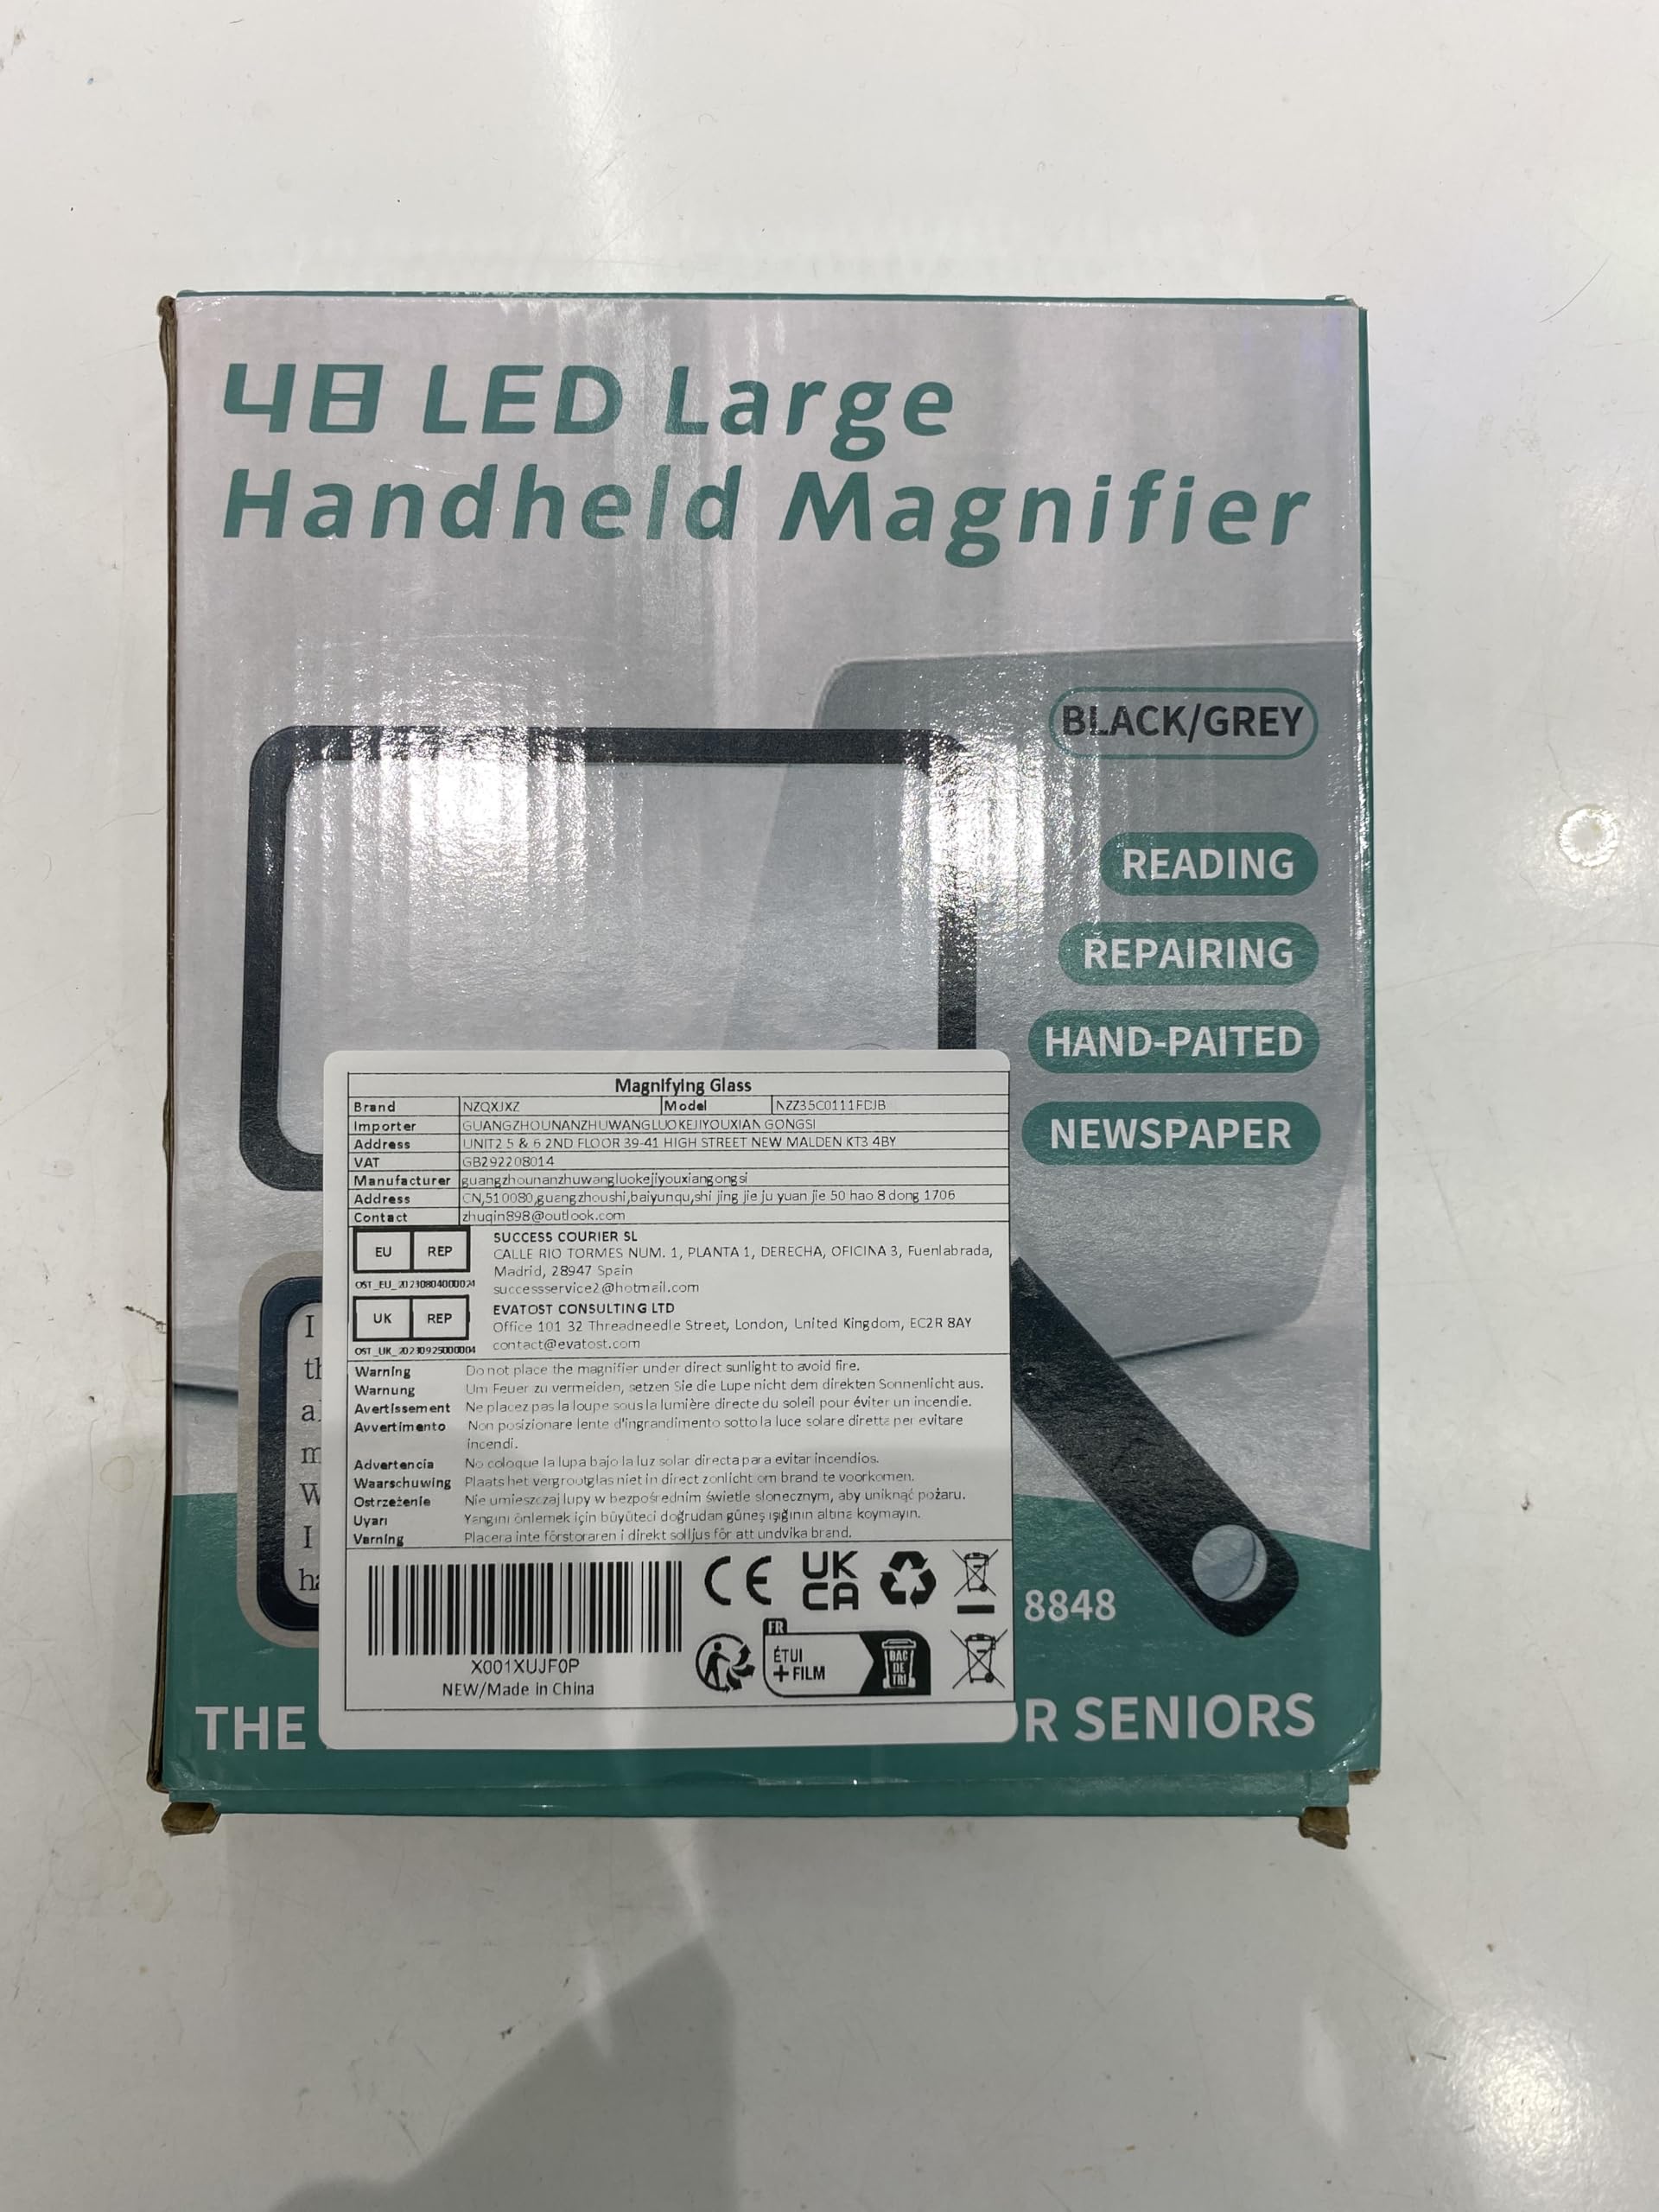 48 LED Large
Handheld Magnifier
BLACK/GREY
READING
REPAIRING
HAND-PAITED
NEWSPAPER
Magnifying Glass
Brand NZQXJXZ Model NZZ35C0111FDJB
Importer GUANGZHOUNANZHUWANGLUOKEJIYOUXIAN GONGSI
Address UNIT2 5 & 6 2ND FLOOR 39-41 HIGH STREET NEW MALDEN KT3 4BY
VAT GB292208014
Manufacturer guangzhounanzhuwangluokejiyouxiangongsi
Address CN,510080,guangzhoushi,baiyunqu,shi jing jie ju yuan jie 50 hao 8 dong 1706
Contact zhuqin898@outlook.com
EU REP
OST_EU_20230804000024
SUCCESS COURIER SL
CALLE RIO TORMES NUM. 1, PLANTA 1, DERECHA, OFICINA 3, Fuenlabrada,
Madrid, 28947 Spain
successservice2@hotmail.com
UK REP
OST_UK_20230925000004
EVATOST CONSULTING LTD
Office 101 32 Threadneedle Street, London, United Kingdom, EC2R 8AY
contact@evatost.com
Warning Do not place the magnifier under direct sunlight to avoid fire.
Warnung Um Feuer zu vermeiden, setzen Sie die Lupe nicht dem direkten Sonnenlicht aus.
Avertissement Ne placez pas la loupe sous la lumière directe du soleil pour éviter un incendie.
Avvertimento Non posizionare lente d'ingrandimento sotto la luce solare diretta per evitare
incendi.
Advertencia No coloque la lupa bajo la luz solar directa para evitar incendios.
Waarschuwing Plaats het vergrootglas niet in direct zonlicht om brand te voorkomen.
Ostrzeżenie Nie umieszczaj lupy w bezpośrednim świetle słonecznym, aby uniknąć pożaru.
Uyarı Yangını önlemek için büyüteci doğrudan güneş ışığının altına koymayın.
Varning Placera inte förstoraren i direkt solljus för att undvika brand.
X001XUJF0P
NEW/Made in China
CE UK
CA
FR
ÉTUI
+ FILM
BAC
DE
TRI
I
th
al
m
W
I
ha
8848
THE
R SENIORS